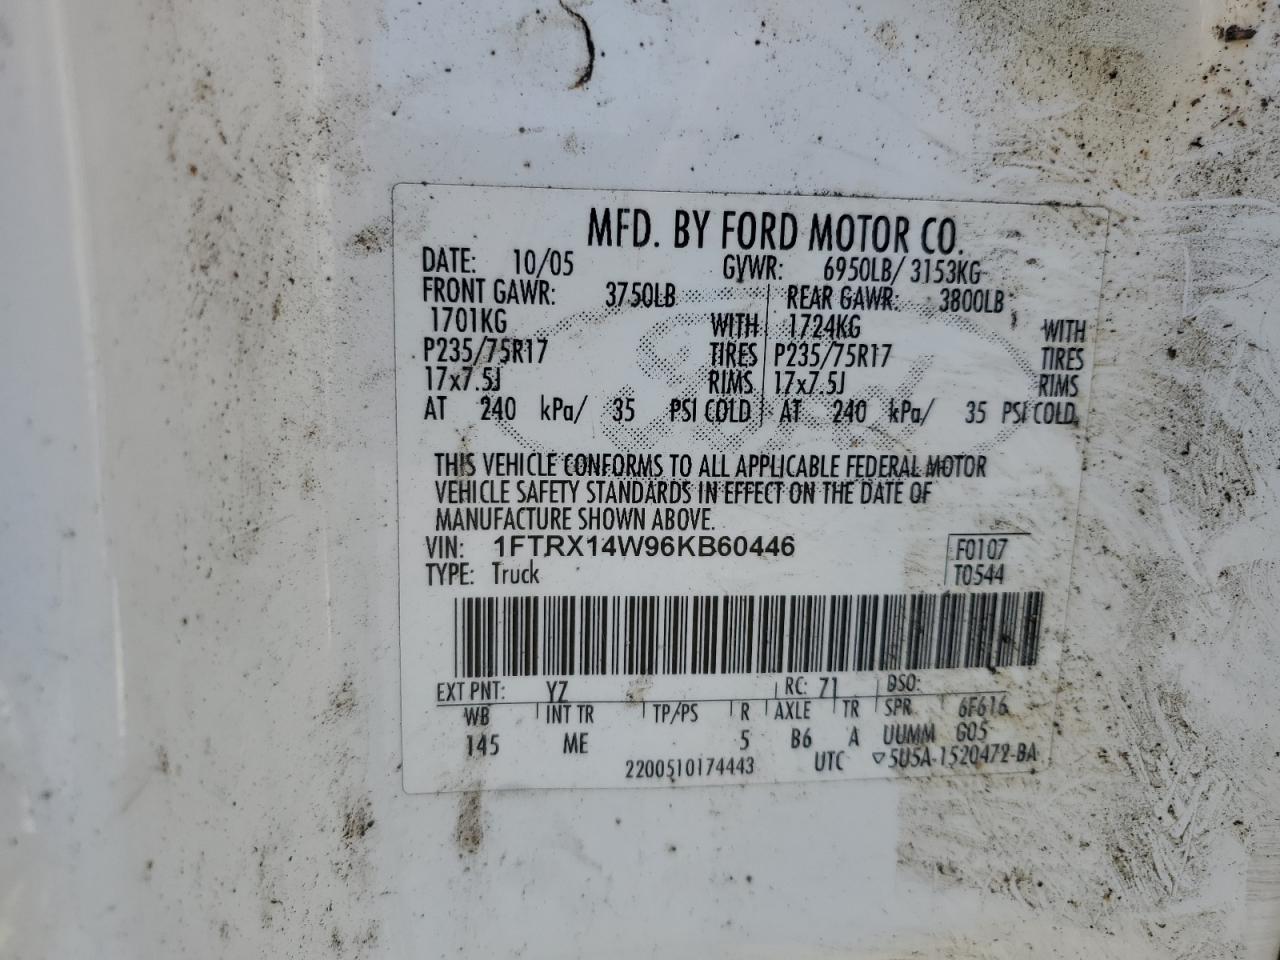 MFD. BY FORD MOTOR CO.
DATE: 10/05 GVWR: 6950LB/ 3153KG
FRONT GAWR: 3750LB REAR GAWR: 3800LB
1701KG WITH 1724KG WITH
P235/75R17 TIRES P235/75R17 TIRES
17x7.5J RIMS 17x7.5J RIMS
AT 240 kPa/ 35 PSI COLD AT 240 kPa/ 35 PSI COLD
THIS VEHICLE CONFORMS TO ALL APPLICABLE FEDERAL MOTOR
VEHICLE SAFETY STANDARDS IN EFFECT ON THE DATE OF
MANUFACTURE SHOWN ABOVE.
VIN: 1FTRX14W96KB60446 F0107
TYPE: Truck T0544
EXT PNT: YZ RC: 71 DSO:
WB INT TR TP/PS R AXLE TR SPR 6F616
145 ME 5 B6 A UUMM G05
2200510174443 UTC ▽5U5A-1520472-BA